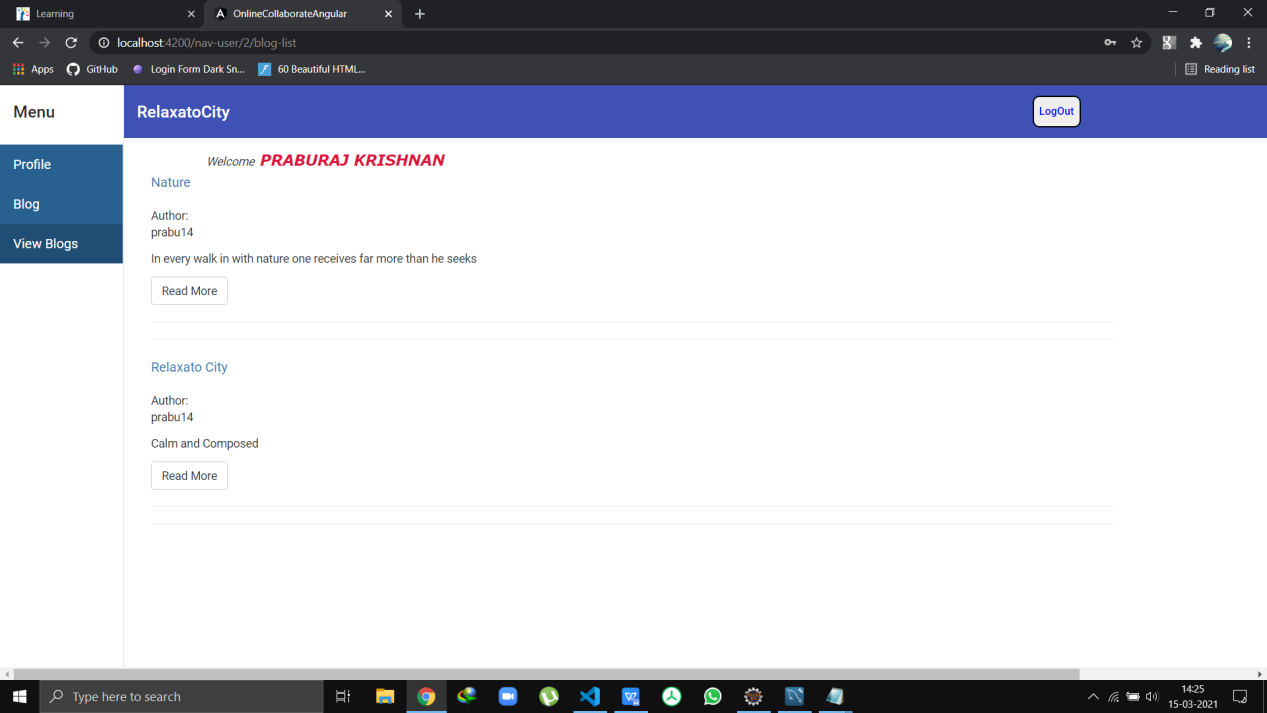 Learning
OnlineCollaborateAngular
localhost:4200/nav-user/2/blog-list
Apps
GitHub
Login Form Dark Sn...
60 Beautiful HTML...
Reading list
Menu
RelaxatoCity
LogOut
Profile
Blog
View Blogs
Welcome PRABURAJ KRISHNAN
Nature
Author:
prabu14
In every walk in with nature one receives far more than he seeks
Read More
Relaxato City
Author:
prabu14
Calm and Composed
Read More
Type here to search
14:25
15-03-2021